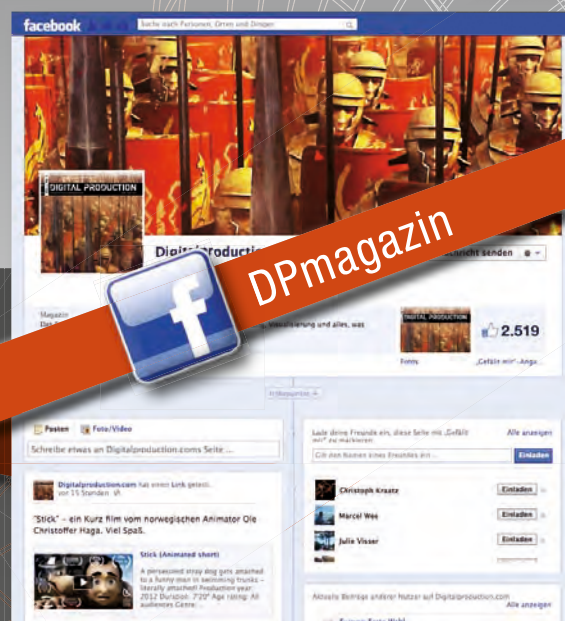 facebook
Suche nach Personen, Orten und Dingen
DIGITAL PRODUCTION
Digitalproducti
Nachricht senden
DPmagazin
Magazin
Visualisierung und alles, was
DIGITAL PRODUCTION
2.519
Fotos
„Gefällt mir“-Anga...
Posten
Foto/Video
Schreibe etwas an Digitalproduction.coms Seite ...
Digitalproduction.com hat einen Link geteilt.
vor 15 Stunden
"Stick" – ein Kurz film vom norwegischen Animator Ole
Christoffer Haga. Viel Spaß.
Stick (Animated short)
A persecuted stray dog gets attached
to a funny man in swimming trunks –
literally attached! Production year:
2012 Duration: 7'20" Age rating: All
audiences Genre: ...
Lade deine Freunde ein, diese Seite mit „Gefällt
mir“ zu markieren
Alle anzeigen
Gib den Namen eines Freundes ein ...
Einladen
Christoph Kraatz
Einladen
Marcel Wee
Einladen
Julie Visser
Einladen
Aktuelle Beiträge anderer Nutzer auf Digitalproduction.com
Alle anzeigen